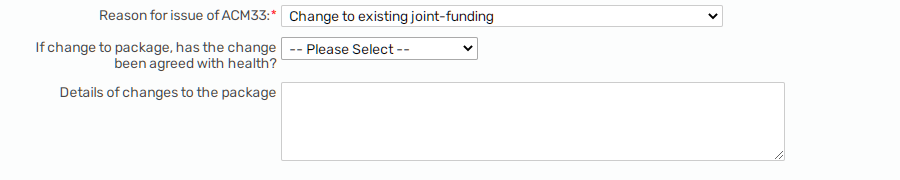 Reason for issue of ACM33:* Change to existing joint-funding
If change to package, has the change -- Please Select --
been agreed with health?
Details of changes to the package